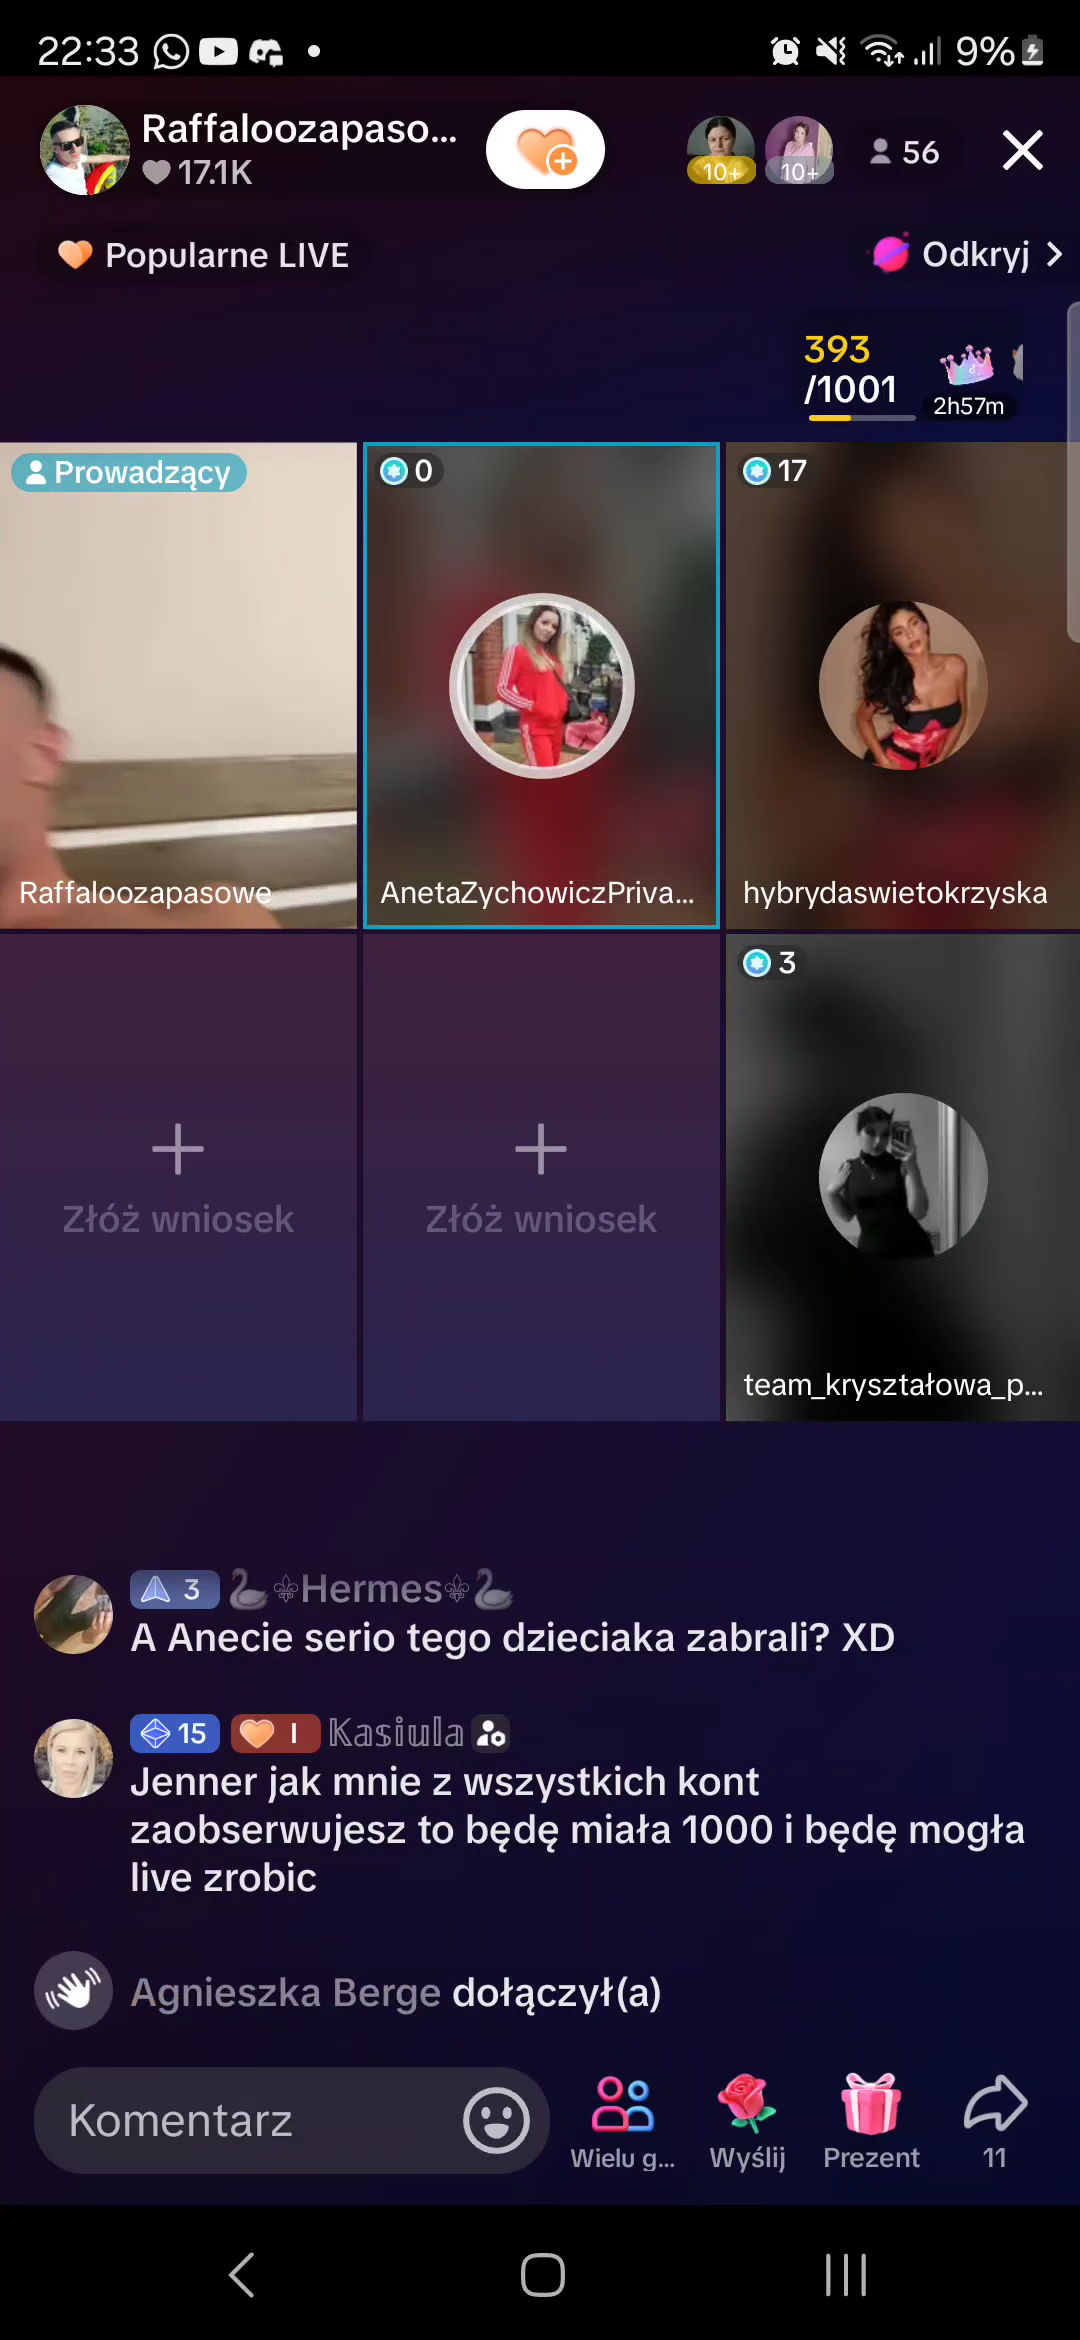 22:33
9%
Raffaloozapaso...
17.1K
10+
10+
56
Popularne LIVE
Odkryj
393
/1001
2h57m
Prowadzący
0
17
Raffaloozapasowe
AnetaZychowiczPriva...
hybrydaswietokrzyska
3
Złóż wniosek
Złóż wniosek
team_kryształowa_p...
3 🦢⚜Hermes⚜🦢
A Anecie serio tego dzieciaka zabrali? XD
15 I 𝕂𝕒𝕤𝕚𝕦𝕝𝕒
Jenner jak mnie z wszystkich kont
zaobserwujesz to będę miała 1000 i będę mogła
live zrobic
Agnieszka Berge dołączył(a)
Komentarz
Wielu g...
Wyślij
Prezent
11